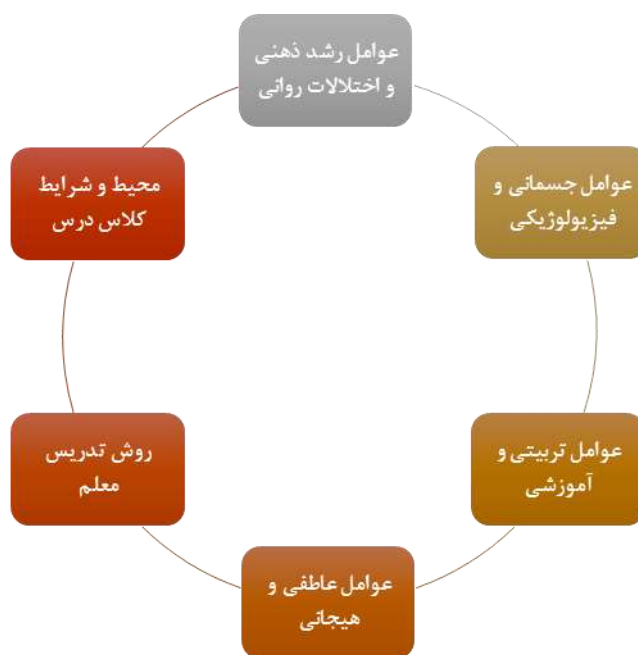 عوامل رشد ذهنی
و اختلالات روانی
عوامل جسمانی و
فیزیولوژیکی
عوامل تربیتی و
آموزشی
عوامل عاطفی و
هیجانی
روش تدریس
معلم
محیط و شرایط
کلاس درس